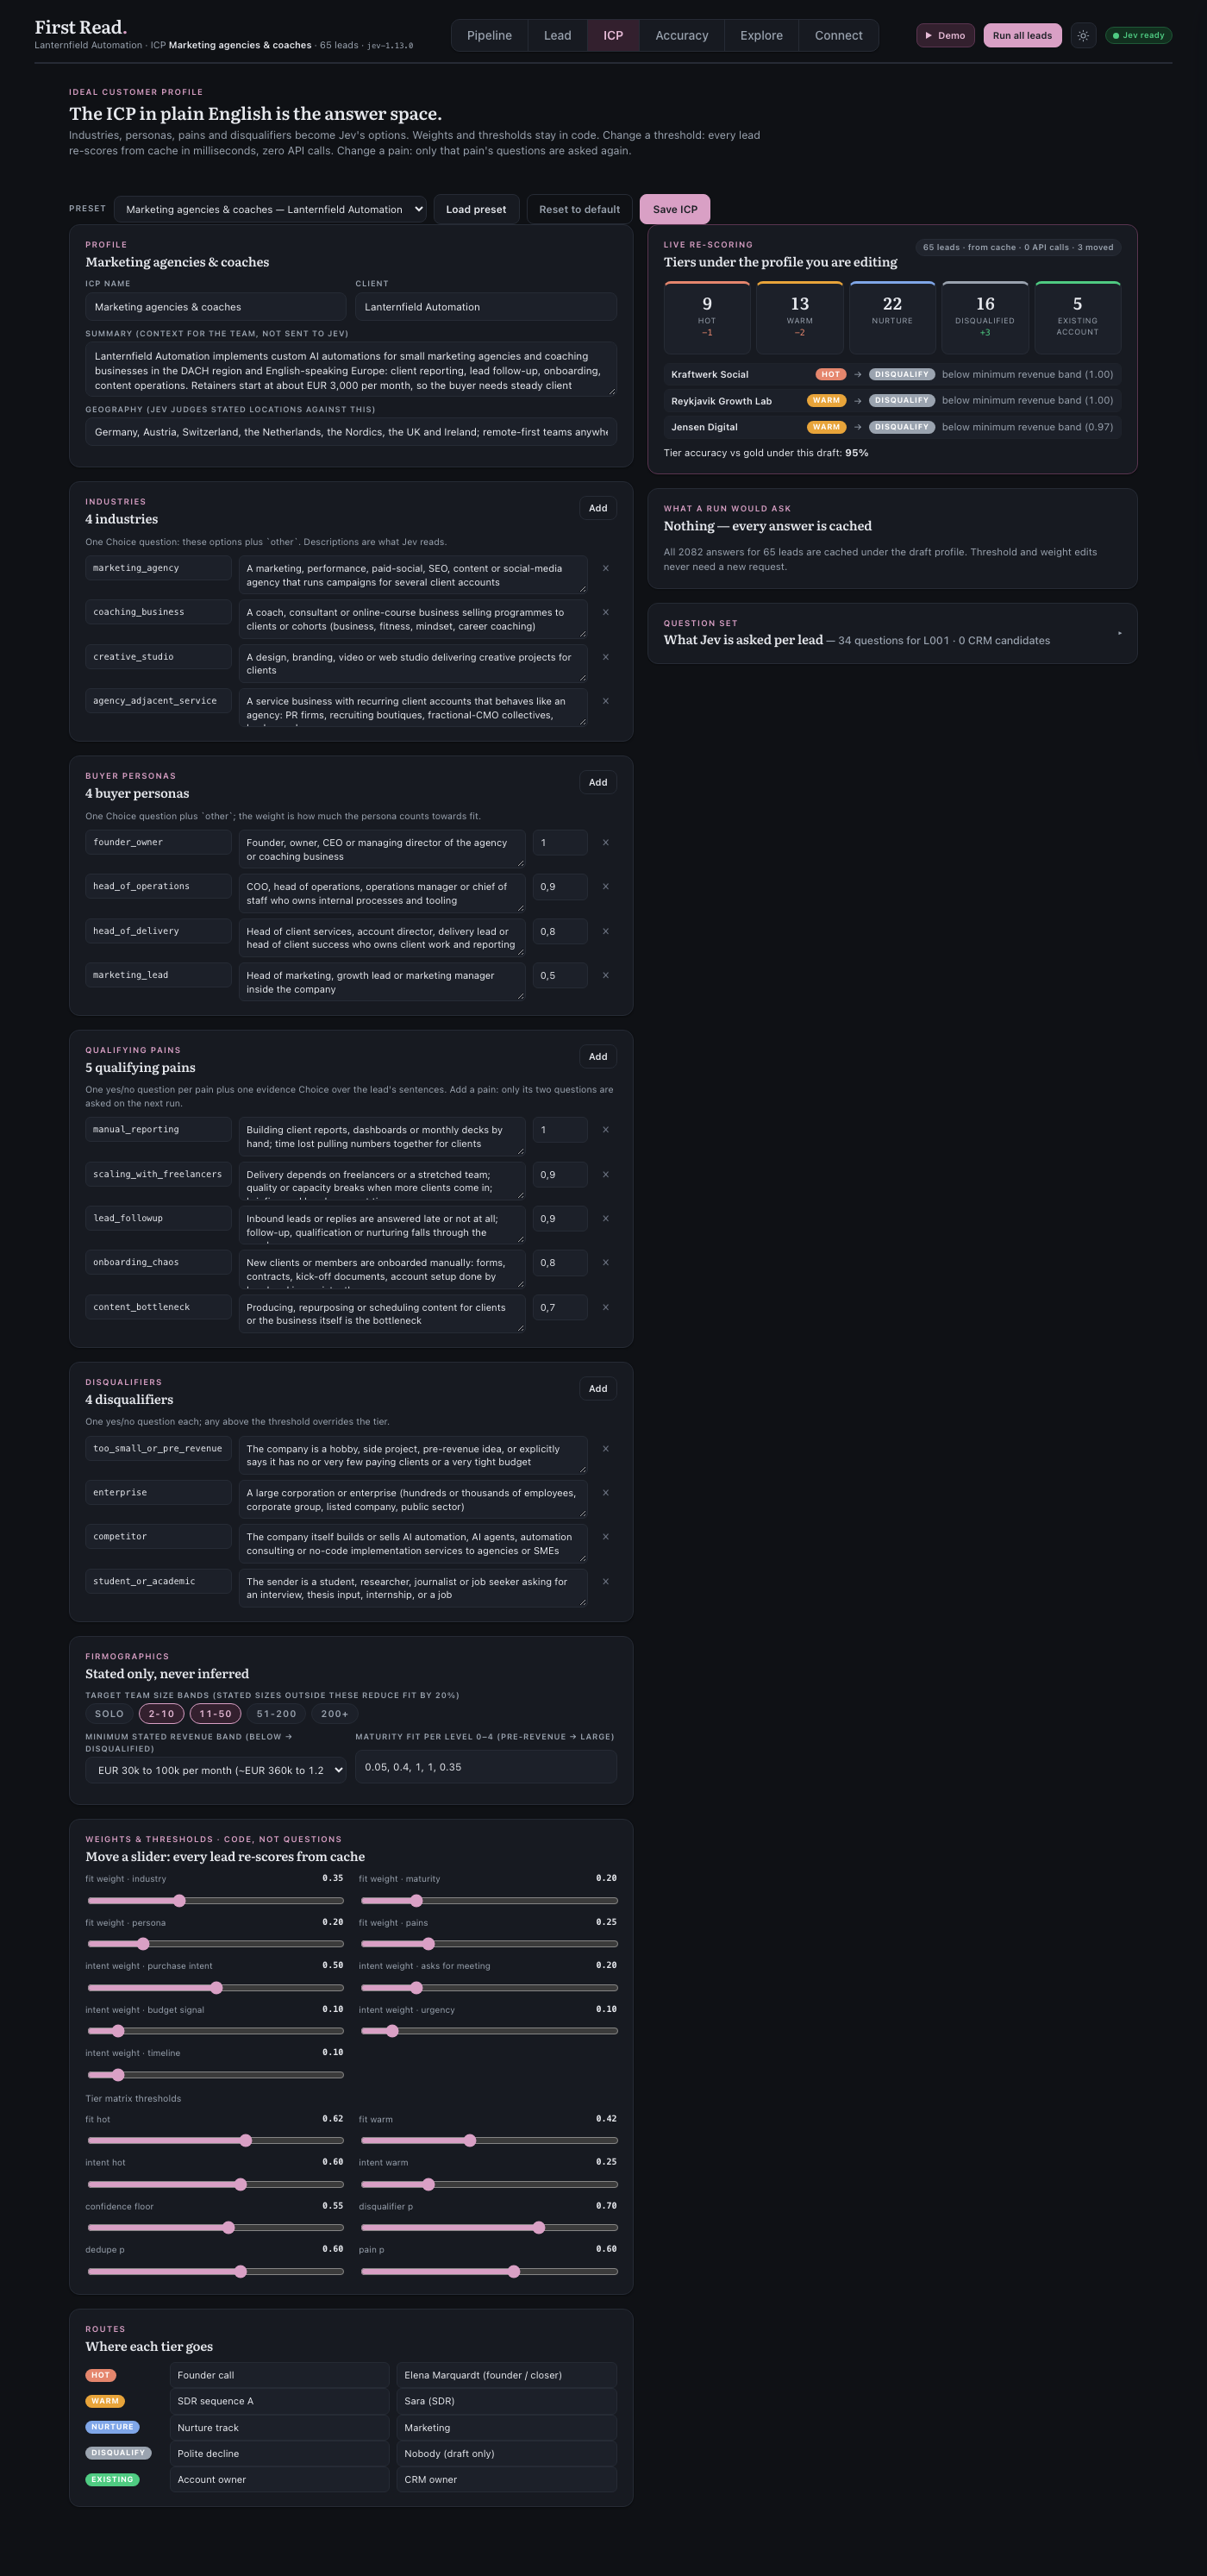 First Read.
Lanternfield Automation · ICP Marketing agencies & coaches · 65 leads · jev-1.13.0
Pipeline
Lead
ICP
Accuracy
Explore
Connect
▶ Demo
Run all leads
Jev ready
IDEAL CUSTOMER PROFILE
The ICP in plain English is the answer space.
Industries, personas, pains and disqualifiers become Jev's options. Weights and thresholds stay in code. Change a threshold: every lead
re-scores from cache in milliseconds, zero API calls. Change a pain: only that pain's questions are asked again.
PRESET
Marketing agencies & coaches — Lanternfield Automation
Load preset
Reset to default
Save ICP
PROFILE
Marketing agencies & coaches
ICP NAME
CLIENT
Marketing agencies & coaches
Lanternfield Automation
SUMMARY (CONTEXT FOR THE TEAM, NOT SENT TO JEV)
Lanternfield Automation implements custom AI automations for small marketing agencies and coaching
businesses in the DACH region and English-speaking Europe: client reporting, lead follow-up, onboarding,
content operations. Retainers start at about EUR 3,000 per month, so the buyer needs steady client
GEOGRAPHY (JEV JUDGES STATED LOCATIONS AGAINST THIS)
Germany, Austria, Switzerland, the Netherlands, the Nordics, the UK and Ireland; remote-first teams anywhe
INDUSTRIES
4 industries
Add
One Choice question: these options plus `other`. Descriptions are what Jev reads.
marketing_agency
A marketing, performance, paid-social, SEO, content or social-media
agency that runs campaigns for several client accounts
×
coaching_business
A coach, consultant or online-course business selling programmes to
clients or cohorts (business, fitness, mindset, career coaching)
×
creative_studio
A design, branding, video or web studio delivering creative projects for
clients
×
agency_adjacent_service
A service business with recurring client accounts that behaves like an
agency: PR firms, recruiting boutiques, fractional-CMO collectives,
×
BUYER PERSONAS
4 buyer personas
Add
One Choice question plus `other`; the weight is how much the persona counts towards fit.
founder_owner
Founder, owner, CEO or managing director of the agency
or coaching business
1
×
head_of_operations
COO, head of operations, operations manager or chief of
staff who owns internal processes and tooling
0,9
×
head_of_delivery
Head of client services, account director, delivery lead or
head of client success who owns client work and reporting
0,8
×
marketing_lead
Head of marketing, growth lead or marketing manager
inside the company
0,5
×
QUALIFYING PAINS
5 qualifying pains
Add
One yes/no question per pain plus one evidence Choice over the lead's sentences. Add a pain: only its two questions are
asked on the next run.
manual_reporting
Building client reports, dashboards or monthly decks by
hand; time lost pulling numbers together for clients
1
×
scaling_with_freelancers
Delivery depends on freelancers or a stretched team;
quality or capacity breaks when more clients come in;
0,9
×
lead_followup
Inbound leads or replies are answered late or not at all;
follow-up, qualification or nurturing falls through the
0,9
×
onboarding_chaos
New clients or members are onboarded manually: forms,
contracts, kick-off documents, account setup done by
0,8
×
content_bottleneck
Producing, repurposing or scheduling content for clients
or the business itself is the bottleneck
0,7
×
DISQUALIFIERS
4 disqualifiers
Add
One yes/no question each; any above the threshold overrides the tier.
too_small_or_pre_revenue
The company is a hobby, side project, pre-revenue idea, or explicitly
says it has no or very few paying clients or a very tight budget
×
enterprise
A large corporation or enterprise (hundreds or thousands of employees,
corporate group, listed company, public sector)
×
competitor
The company itself builds or sells AI automation, AI agents, automation
consulting or no-code implementation services to agencies or SMEs
×
student_or_academic
The sender is a student, researcher, journalist or job seeker asking for
an interview, thesis input, internship, or a job
×
FIRMOGRAPHICS
Stated only, never inferred
TARGET TEAM SIZE BANDS (STATED SIZES OUTSIDE THESE REDUCE FIT BY 20%)
SOLO
2-10
11-50
51-200
200+
MINIMUM STATED REVENUE BAND (BELOW →
DISQUALIFIED)
EUR 30k to 100k per month (~EUR 360k to 1.2
MATURITY FIT PER LEVEL 0–4 (PRE-REVENUE → LARGE)
0.05, 0.4, 1, 1, 0.35
WEIGHTS & THRESHOLDS · CODE, NOT QUESTIONS
Move a slider: every lead re-scores from cache
fit weight · industry 0.35
fit weight · maturity 0.20
fit weight · persona 0.20
fit weight · pains 0.25
intent weight · purchase intent 0.50
intent weight · asks for meeting 0.20
intent weight · budget signal 0.10
intent weight · urgency 0.10
intent weight · timeline 0.10
Tier matrix thresholds
fit hot 0.62
fit warm 0.42
intent hot 0.60
intent warm 0.25
confidence floor 0.55
disqualifier p 0.70
dedupe p 0.60
pain p 0.60
ROUTES
Where each tier goes
HOT
Founder call
Elena Marquardt (founder / closer)
WARM
SDR sequence A
Sara (SDR)
NURTURE
Nurture track
Marketing
DISQUALIFY
Polite decline
Nobody (draft only)
EXISTING
Account owner
CRM owner
LIVE RE-SCORING
65 leads · from cache · 0 API calls · 3 moved
Tiers under the profile you are editing
9
HOT
−1
13
WARM
−2
22
NURTURE
16
DISQUALIFIED
+3
5
EXISTING
ACCOUNT
Kraftwerk Social HOT → DISQUALIFY below minimum revenue band (1.00)
Reykjavik Growth Lab WARM → DISQUALIFY below minimum revenue band (1.00)
Jensen Digital WARM → DISQUALIFY below minimum revenue band (0.97)
Tier accuracy vs gold under this draft: 95%
WHAT A RUN WOULD ASK
Nothing — every answer is cached
All 2082 answers for 65 leads are cached under the draft profile. Threshold and weight edits
never need a new request.
QUESTION SET
What Jev is asked per lead — 34 questions for L001 · 0 CRM candidates